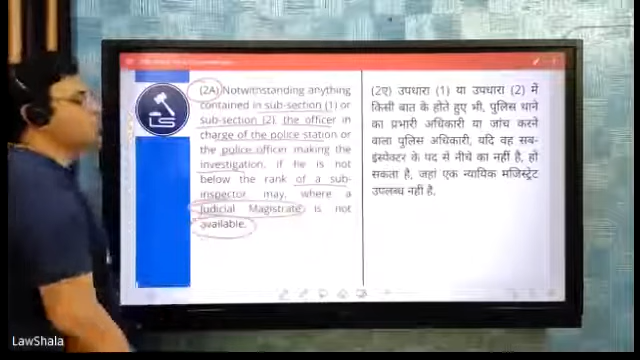 (2A) Notwithstanding anything
contained in sub-section (1) or
sub-section (2), the officer in
charge of the police station or
the police officer making the
investigation, if he is not
below the rank of a sub-
inspector may, where a
Judicial Magistrate is not
available.
(2ए) उपधारा (1) या उपधारा (2) में
किसी बात के होते हुए भी, पुलिस थाने
का प्रभारी अधिकारी या जांच करने
वाला पुलिस अधिकारी, यदि वह सब-
इंस्पेक्टर के पद से नीचे का नहीं है, हो
सकता है, जहां एक न्यायिक मजिस्ट्रेट
उपलब्ध नहीं है.
LS
LawShala